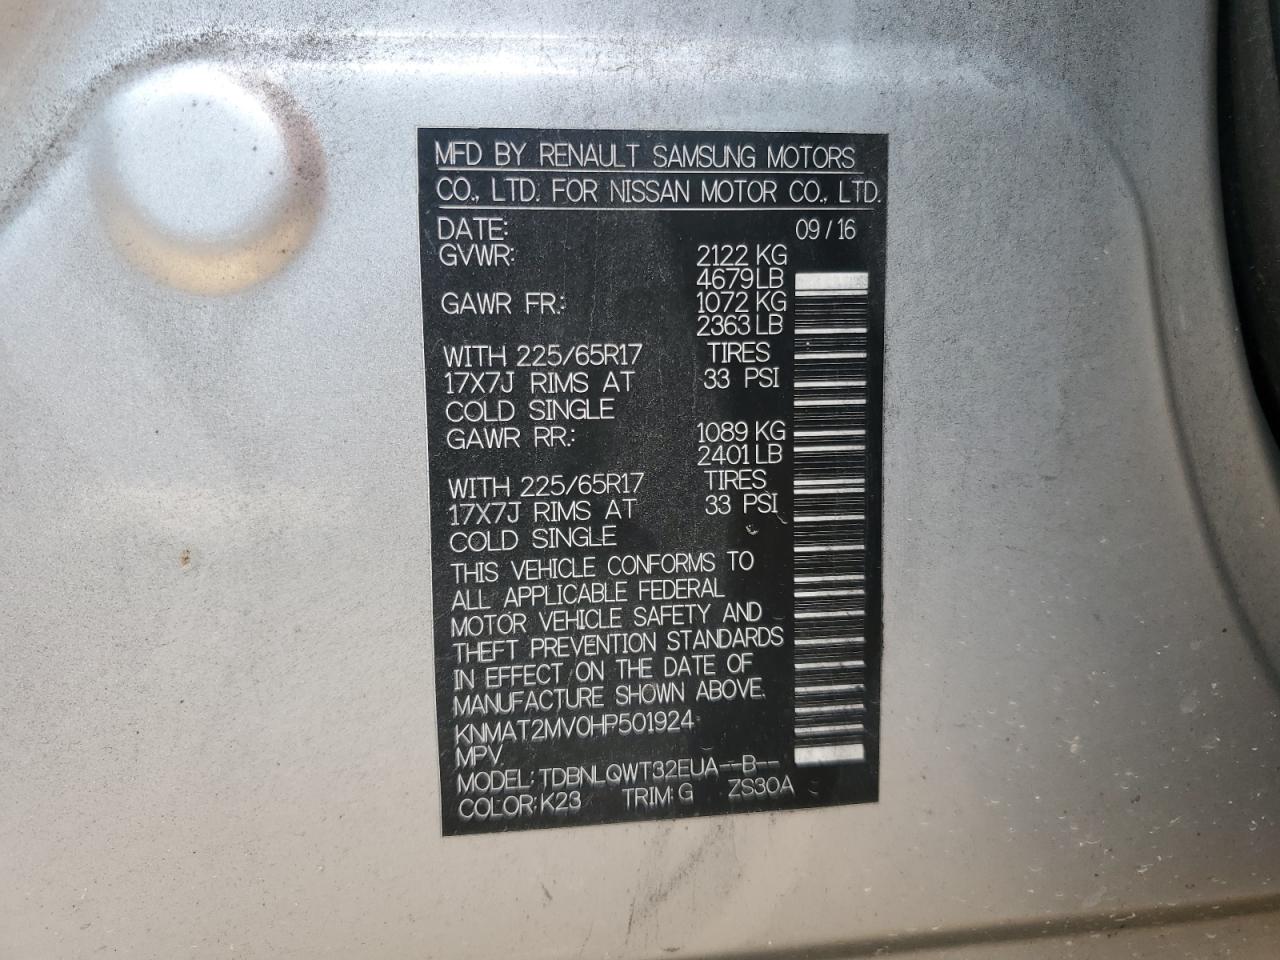 MFD BY RENAULT SAMSUNG MOTORS
CO., LTD. FOR NISSAN MOTOR CO., LTD.
DATE: 09/16
GVWR: 2122 KG
4679 LB
GAWR FR.: 1072 KG
2363 LB
WITH 225/65R17 TIRES
17X7J RIMS AT 33 PSI
COLD SINGLE
GAWR RR.: 1089 KG
2401 LB
WITH 225/65R17 TIRES
17X7J RIMS AT 33 PSI
COLD SINGLE
THIS VEHICLE CONFORMS TO
ALL APPLICABLE FEDERAL
MOTOR VEHICLE SAFETY AND
THEFT PREVENTION STANDARDS
IN EFFECT ON THE DATE OF
MANUFACTURE SHOWN ABOVE.
KNMAT2MV0HP501924
MPV.
MODEL: TDBNLQWT32EUA--B--
COLOR: K23 TRIM: G ZS30A